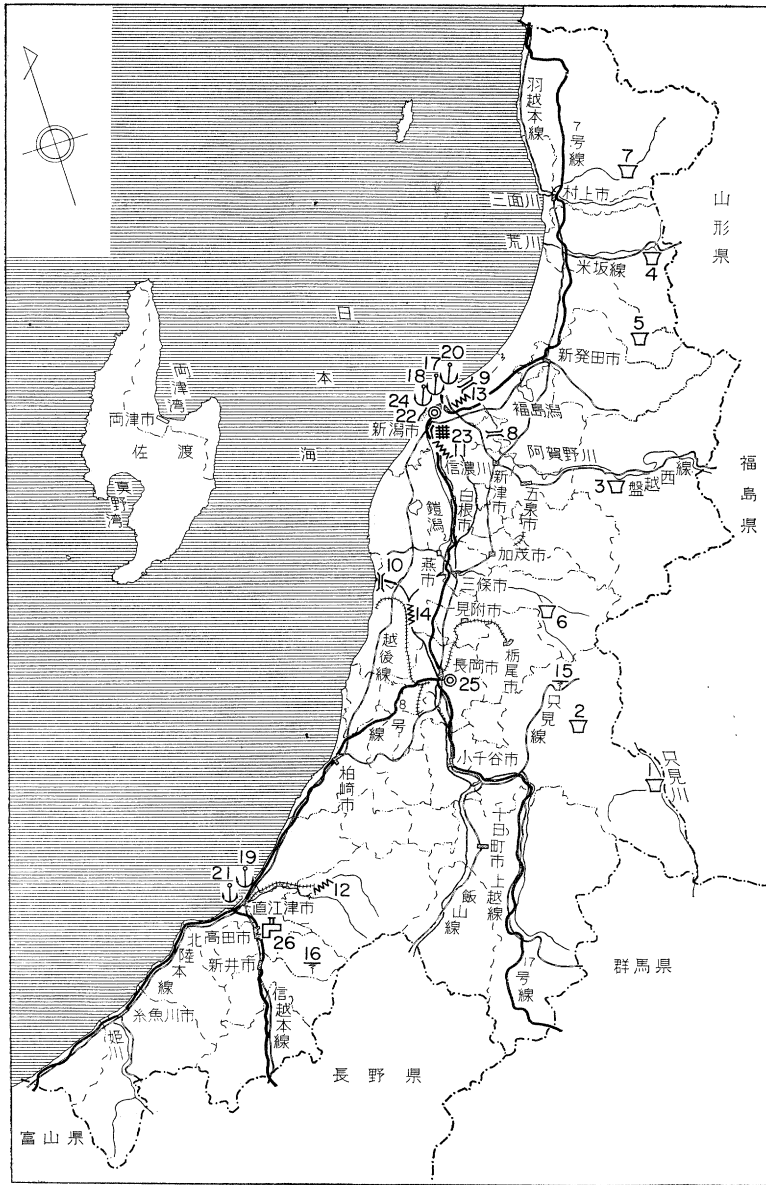 羽越本線
7号線
7
三面川
村上市
山形県
荒川
米坂線
4
日本海
5
新発田市
20
17
18
9
13
24
22
新潟市
福島潟
両津湾
両津市
佐渡
真野湾
23
8
11
信濃川
阿賀野川
新津市
五泉市
3
盤越西線
福島県
白根市
鎧潟
加茂市
燕市
10
三條市
見附市
14
6
越後線
長岡市
栃尾市
25
15
只見線
2
8号線
小千谷市
只見川
1
柏崎市
十日町市
上越線
飯山線
19
21
12
直江津市
高田市
26
新井市
16
北陸本線
信越本線
17号線
群馬県
糸魚川市
姫川
長野県
富山県